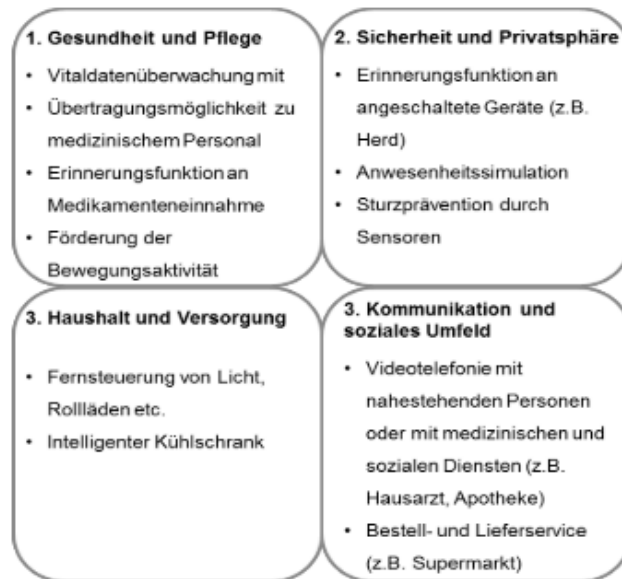 1. Gesundheit und Pflege
• Vitaldatenüberwachung mit
• Übertragungsmöglichkeit zu
medizinischem Personal
• Erinnerungsfunktion an
Medikamenteneinnahme
• Förderung der
Bewegungsaktivität
2. Sicherheit und Privatsphäre
• Erinnerungsfunktion an
angeschaltete Geräte (z.B.
Herd)
• Anwesenheitssimulation
• Sturzprävention durch
Sensoren
3. Haushalt und Versorgung
• Fernsteuerung von Licht,
Rollläden etc.
• Intelligenter Kühlschrank
3. Kommunikation und
soziales Umfeld
• Videotelefonie mit
nahestehenden Personen
oder mit medizinischen und
sozialen Diensten (z.B.
Hausarzt, Apotheke)
• Bestell- und Lieferservice
(z.B. Supermarkt)